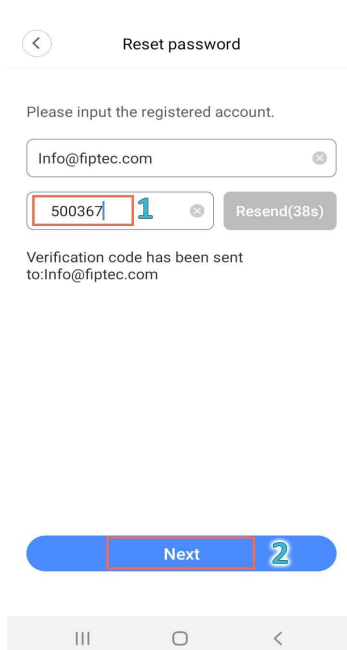 Reset password
Please input the registered account.
Info@fiptec.com
500367 1 Resend(38s)
Verification code has been sent
to:Info@fiptec.com
Next 2